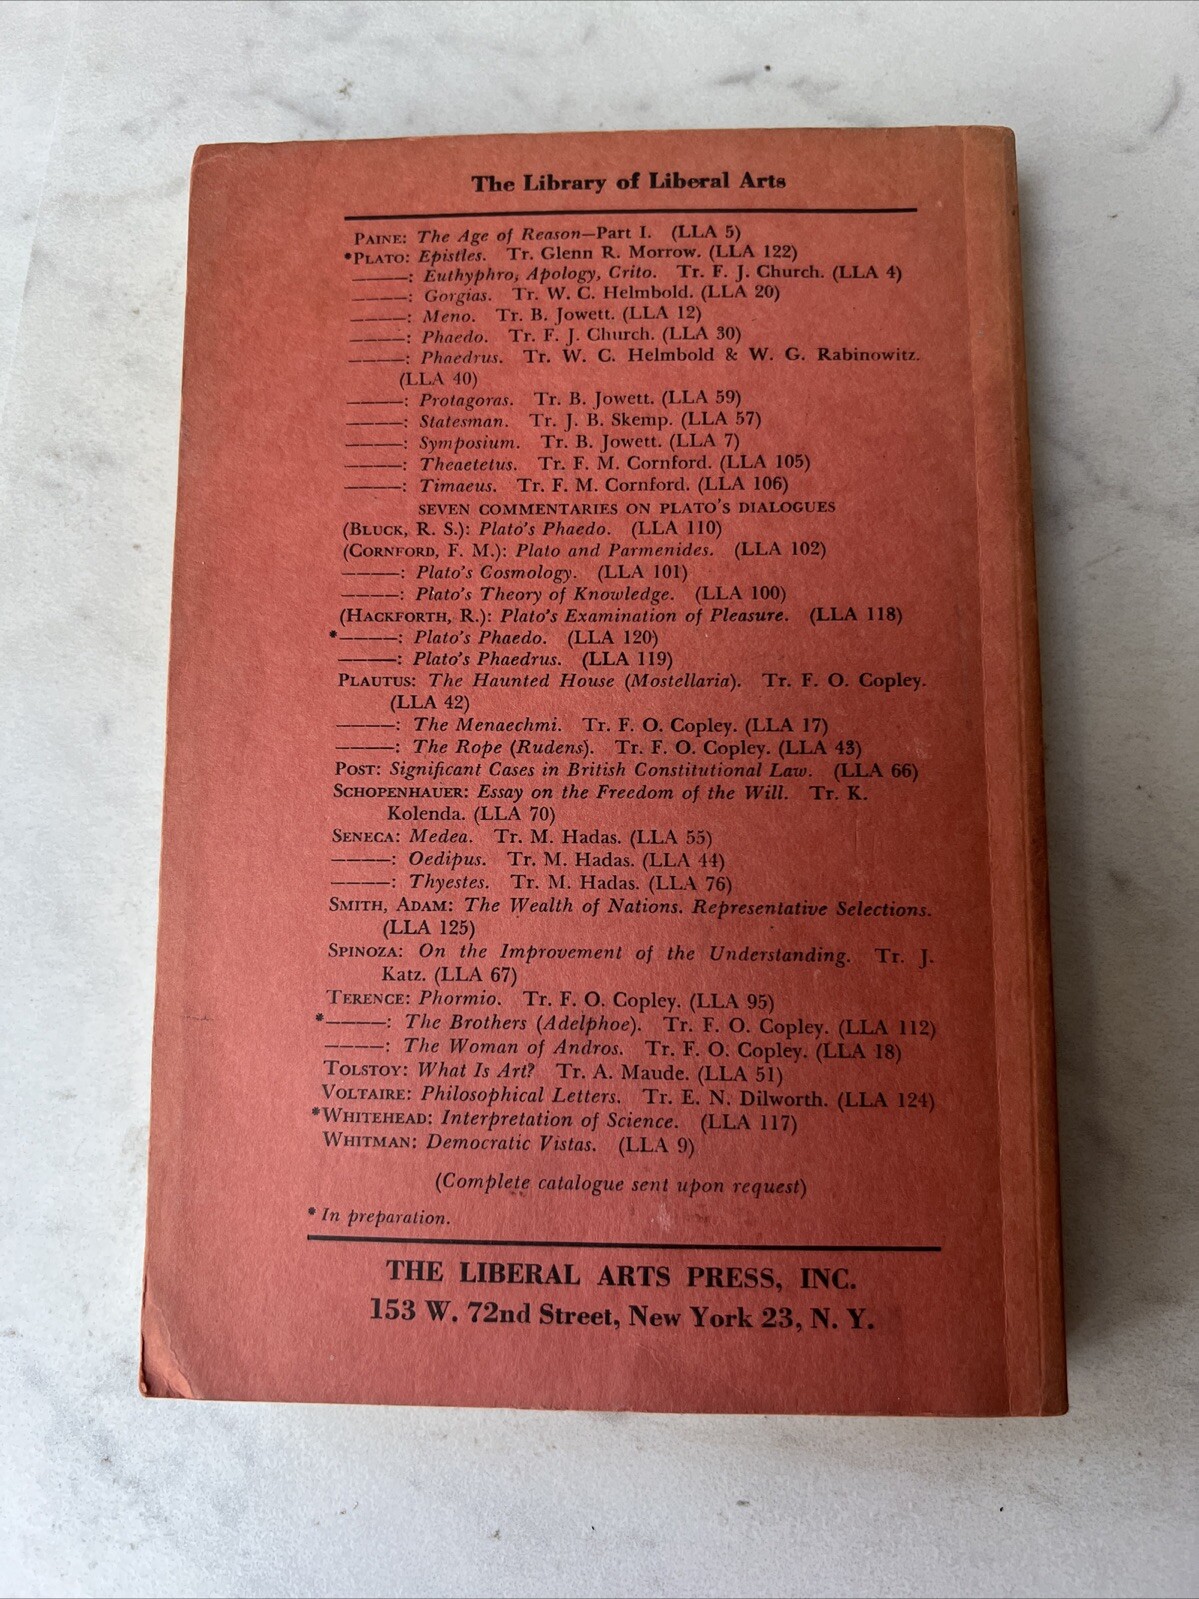 The Library of Liberal Arts
PAINE: The Age of Reason—Part I. (LLA 5)
*PLATO: Epistles. Tr. Glenn R. Morrow. (LLA 122)
————: Euthyphro, Apology, Crito. Tr. F. J. Church. (LLA 4)
————: Gorgias. Tr. W. C. Helmbold. (LLA 20)
————: Meno. Tr. B. Jowett. (LLA 12)
————: Phaedo. Tr. F. J. Church. (LLA 30)
————: Phaedrus. Tr. W. C. Helmbold & W. G. Rabinowitz.
(LLA 40)
————: Protagoras. Tr. B. Jowett. (LLA 59)
————: Statesman. Tr. J. B. Skemp. (LLA 57)
————: Symposium. Tr. B. Jowett. (LLA 7)
————: Theaetetus. Tr. F. M. Cornford. (LLA 105)
————: Timaeus. Tr. F. M. Cornford. (LLA 106)
SEVEN COMMENTARIES ON PLATO'S DIALOGUES
(BLUCK, R. S.): Plato's Phaedo. (LLA 110)
(CORNFORD, F. M.): Plato and Parmenides. (LLA 102)
————: Plato's Cosmology. (LLA 101)
————: Plato's Theory of Knowledge. (LLA 100)
(HACKFORTH, R.): Plato's Examination of Pleasure. (LLA 118)
*————: Plato's Phaedo. (LLA 120)
————: Plato's Phaedrus. (LLA 119)
PLAUTUS: The Haunted House (Mostellaria). Tr. F. O. Copley.
(LLA 42)
————: The Menaechmi. Tr. F. O. Copley. (LLA 17)
————: The Rope (Rudens). Tr. F. O. Copley. (LLA 43)
POST: Significant Cases in British Constitutional Law. (LLA 66)
SCHOPENHAUER: Essay on the Freedom of the Will. Tr. K.
Kolenda. (LLA 70)
SENECA: Medea. Tr. M. Hadas. (LLA 55)
————: Oedipus. Tr. M. Hadas. (LLA 44)
————: Thyestes. Tr. M. Hadas. (LLA 76)
SMITH, ADAM: The Wealth of Nations. Representative Selections.
(LLA 125)
SPINOZA: On the Improvement of the Understanding. Tr. J.
Katz. (LLA 67)
TERENCE: Phormio. Tr. F. O. Copley. (LLA 95)
*————: The Brothers (Adelphoe). Tr. F. O. Copley. (LLA 112)
————: The Woman of Andros. Tr. F. O. Copley. (LLA 18)
TOLSTOY: What Is Art? Tr. A. Maude. (LLA 51)
VOLTAIRE: Philosophical Letters. Tr. E. N. Dilworth. (LLA 124)
*WHITEHEAD: Interpretation of Science. (LLA 117)
WHITMAN: Democratic Vistas. (LLA 9)
(Complete catalogue sent upon request)
* In preparation.
THE LIBERAL ARTS PRESS, INC.
153 W. 72nd Street, New York 23, N. Y.